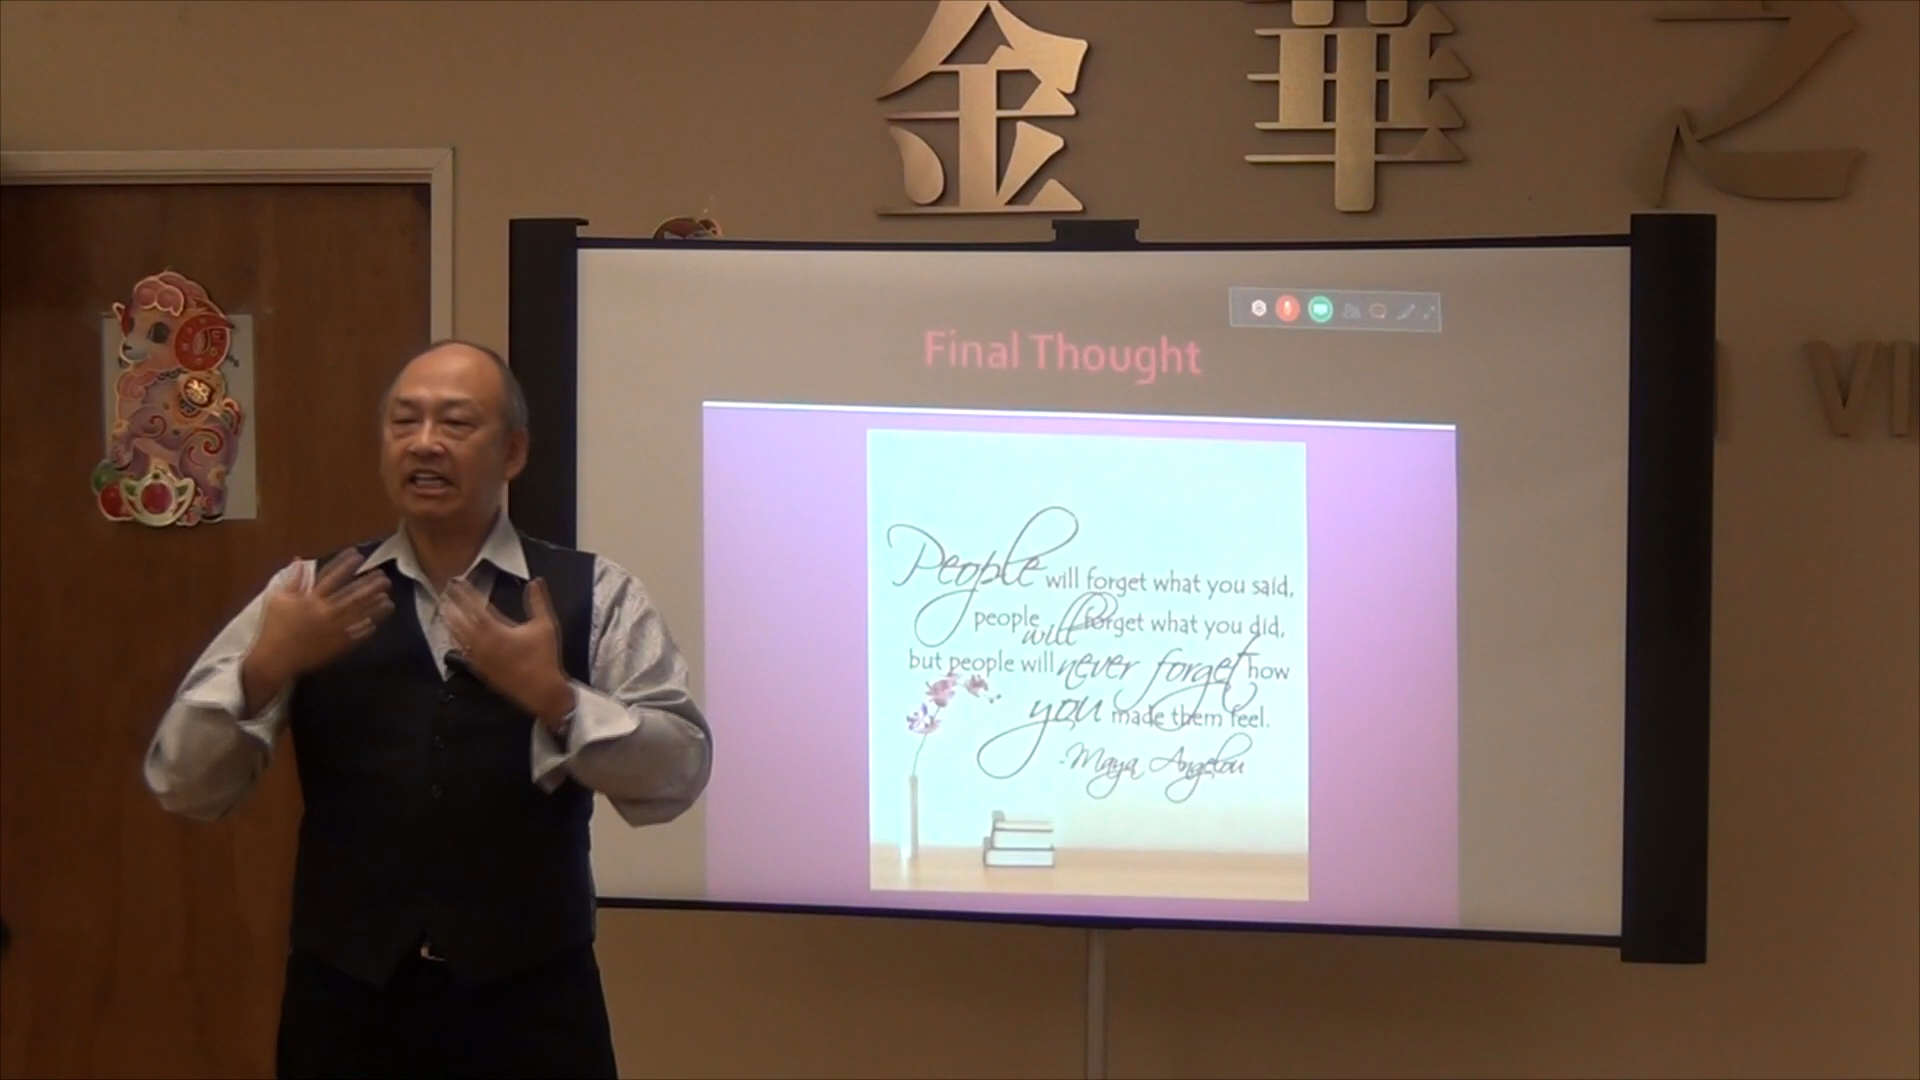 金華之
VI
Final Thought
People will forget what you said,
people will forget what you did,
but people will never forget how
you made them feel.
-Maya Angelou